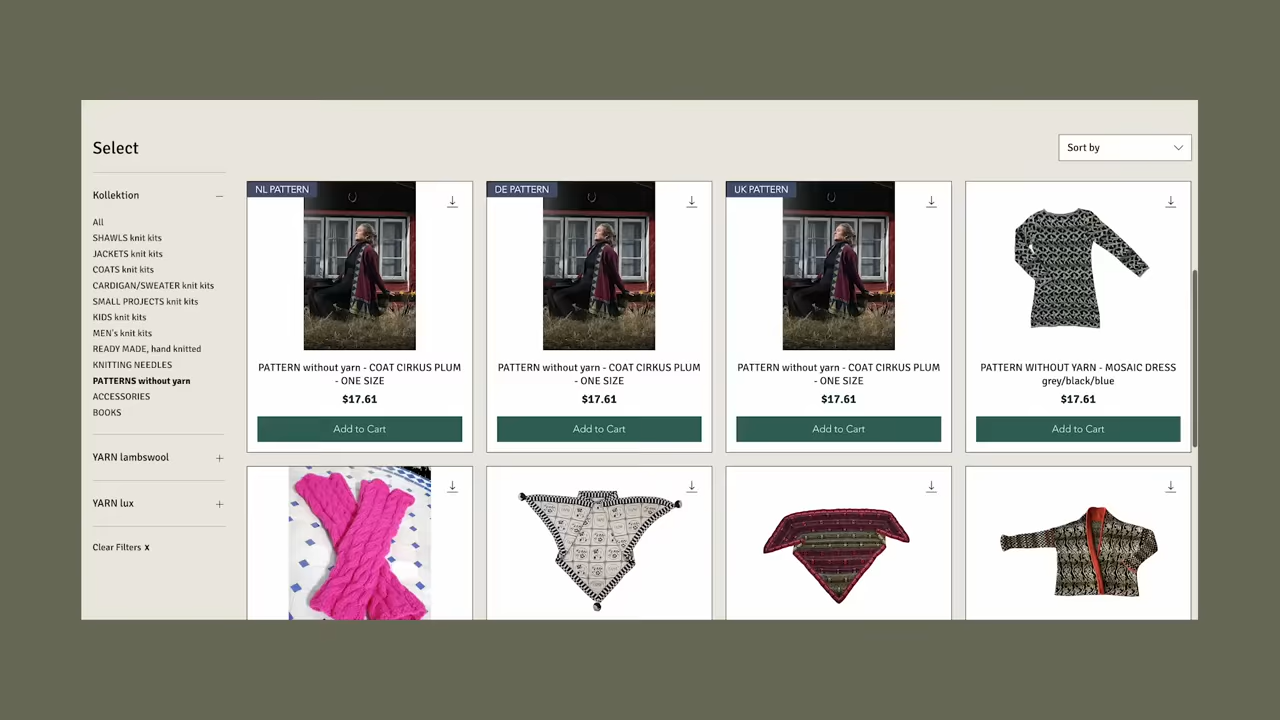 Select
Sort by
Kollektion
All
SHAWLS knit kits
JACKETS knit kits
COATS knit kits
CARDIGAN/SWEATER knit kits
SMALL PROJECTS knit kits
KIDS knit kits
MEN's knit kits
READY MADE, hand knitted
KNITTING NEEDLES
PATTERNS without yarn
ACCESSORIES
BOOKS
YARN lambswool
YARN lux
Clear Filters x
NL PATTERN
PATTERN without yarn - COAT CIRKUS PLUM
- ONE SIZE
$17.61
Add to Cart
DE PATTERN
PATTERN without yarn - COAT CIRKUS PLUM
- ONE SIZE
$17.61
Add to Cart
UK PATTERN
PATTERN without yarn - COAT CIRKUS PLUM
- ONE SIZE
$17.61
Add to Cart
PATTERN WITHOUT YARN - MOSAIC DRESS
grey/black/blue
$17.61
Add to Cart